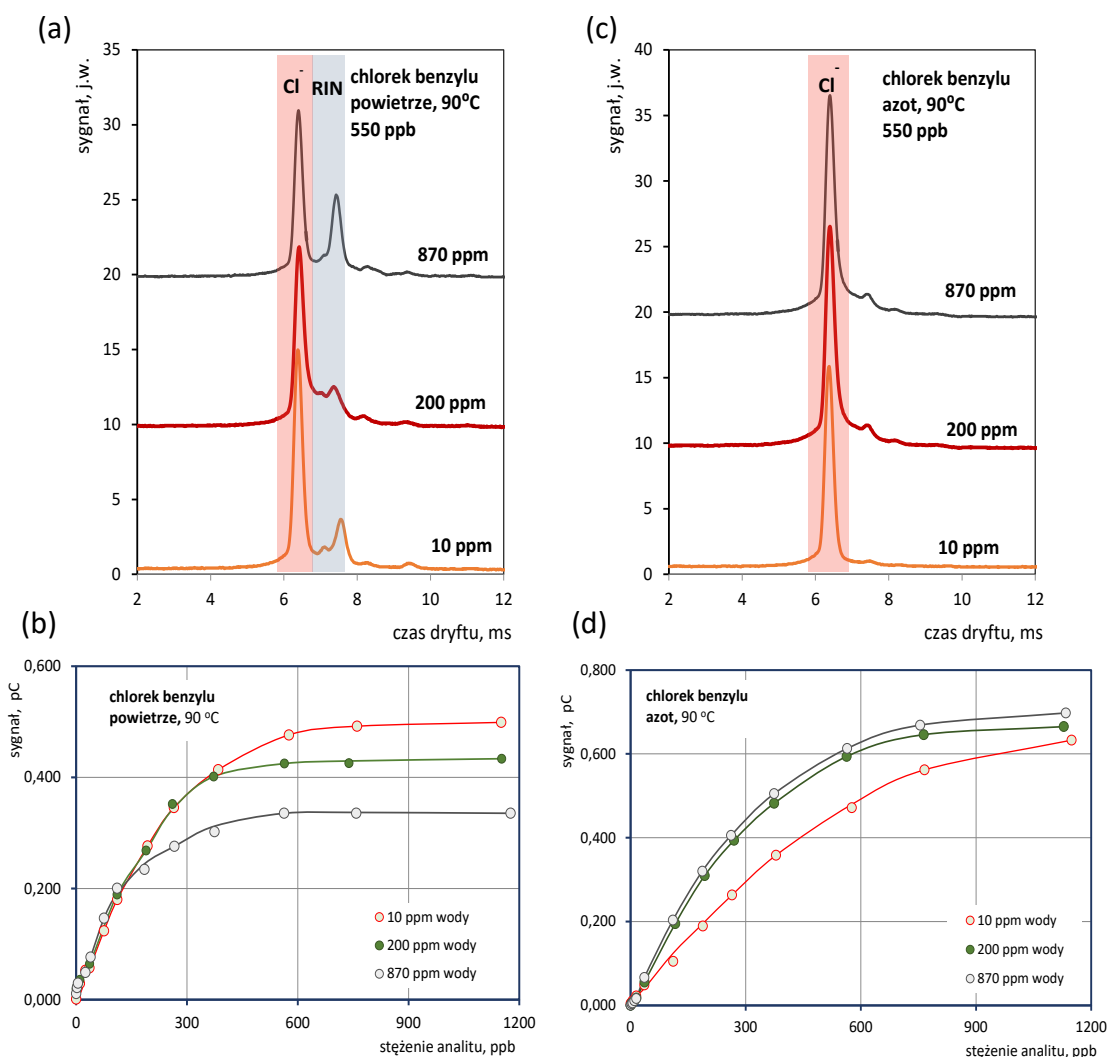 (a)
35
30
25
20
15
10
5
0
sygnał, j.w.
Cl-
RIN
chlorek benzylu
powietrze, 90⁰C
550 ppb
870 ppm
200 ppm
10 ppm
2 4 6 8 10 12
czas dryftu, ms
(c)
40
35
30
25
20
15
10
5
0
sygnał, j.w.
Cl-
chlorek benzylu
azot, 90⁰C
550 ppb
870 ppm
200 ppm
10 ppm
2 4 6 8 10 12
czas dryftu, ms
(b)
0,600
0,400
0,200
0,000
sygnał, pC
chlorek benzylu
powietrze, 90 ⁰C
10 ppm wody
200 ppm wody
870 ppm wody
0 300 600 900 1200
stężenie analitu, ppb
(d)
0,800
0,600
0,400
0,200
0,000
sygnał, pC
chlorek benzylu
azot, 90 ⁰C
10 ppm wody
200 ppm wody
870 ppm wody
0 300 600 900 1200
stężenie analitu, ppb